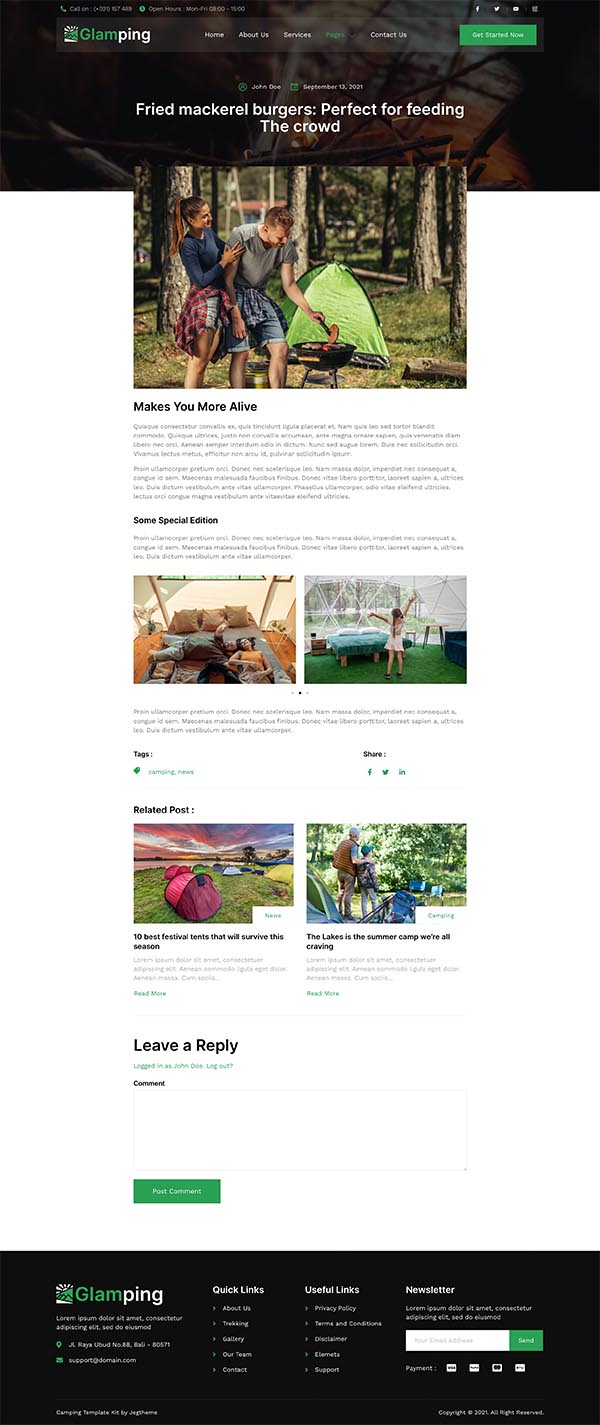 Call on : (+021) 157 489 Open Hours : Mon-Fri 08:00 - 15:00
Glamping
Home About Us Services Pages Contact Us
Get Started Now
John Doe September 13, 2021
Fried mackerel burgers: Perfect for feeding
The crowd
Makes You More Alive
Quisque consectetur convallis ex, quis tincidunt ligula placerat et. Nam quis leo sed tortor blandit
commodo. Quisque ultrices, justo non convallis accumsan, ante magna ornare sapien, quis venenatis diam
libero nec orci. Aenean semper interdum odio in dictum. Nunc sed augue lorem. Duis nec sollicitudin orci.
Vivamus lectus metus, efficitur non arcu id, pulvinar sollicitudin ipsum.
Proin ullamcorper pretium orci. Donec nec scelerisque leo. Nam massa dolor, imperdiet nec consequat a,
congue id sem. Maecenas malesuada faucibus finibus. Donec vitae libero porttitor, laoreet sapien a, ultrices
leo. Duis dictum vestibulum ante vitae ullamcorper. Phasellus ullamcorper, odio vitae eleifend ultricies,
lectus orci congue magna vestibulum ante vitaevitae eleifend ultricies.
Some Special Edition
Proin ullamcorper pretium orci. Donec nec scelerisque leo. Nam massa dolor, imperdiet nec consequat a,
congue id sem. Maecenas malesuada faucibus finibus. Donec vitae libero porttitor, laoreet sapien a, ultrices
leo. Duis dictum vestibulum ante vitae ullamcorper.
Proin ullamcorper pretium orci. Donec nec scelerisque leo. Nam massa dolor, imperdiet nec consequat a,
congue id sem. Maecenas malesuada faucibus finibus. Donec vitae libero porttitor, laoreet sapien a, ultrices
leo. Duis dictum vestibulum ante vitae ullamcorper.
Tags :
camping, news
Share :
Related Post :
News
10 best festival tents that will survive this
season
Lorem ipsum dolor sit amet, consectetuer
adipiscing elit. Aenean commodo ligula eget dolor.
Aenean massa. Cum sociis...
Read More
Camping
The Lakes is the summer camp we're all
craving
Lorem ipsum dolor sit amet, consectetuer
adipiscing elit. Aenean commodo ligula eget dolor.
Aenean massa. Cum sociis...
Read More
Leave a Reply
Logged in as John Doe. Log out?
Comment
Post Comment
Glamping
Lorem ipsum dolor sit amet, consectetur
adipiscing elit, sed do eiusmod
Jl. Raya Ubud No.88, Bali - 80571
support@domain.com
Quick Links
About Us
Trekking
Gallery
Our Team
Contact
Useful Links
Privacy Policy
Terms and Conditions
Disclaimer
Elemets
Support
Newsletter
Lorem ipsum dolor sit amet, consectetur
adipiscing elit, sed do eiusmod
Your Email Address
Send
Payment :
Camping Template Kit by Jegtheme
Copyright © 2021. All Right Reserved.